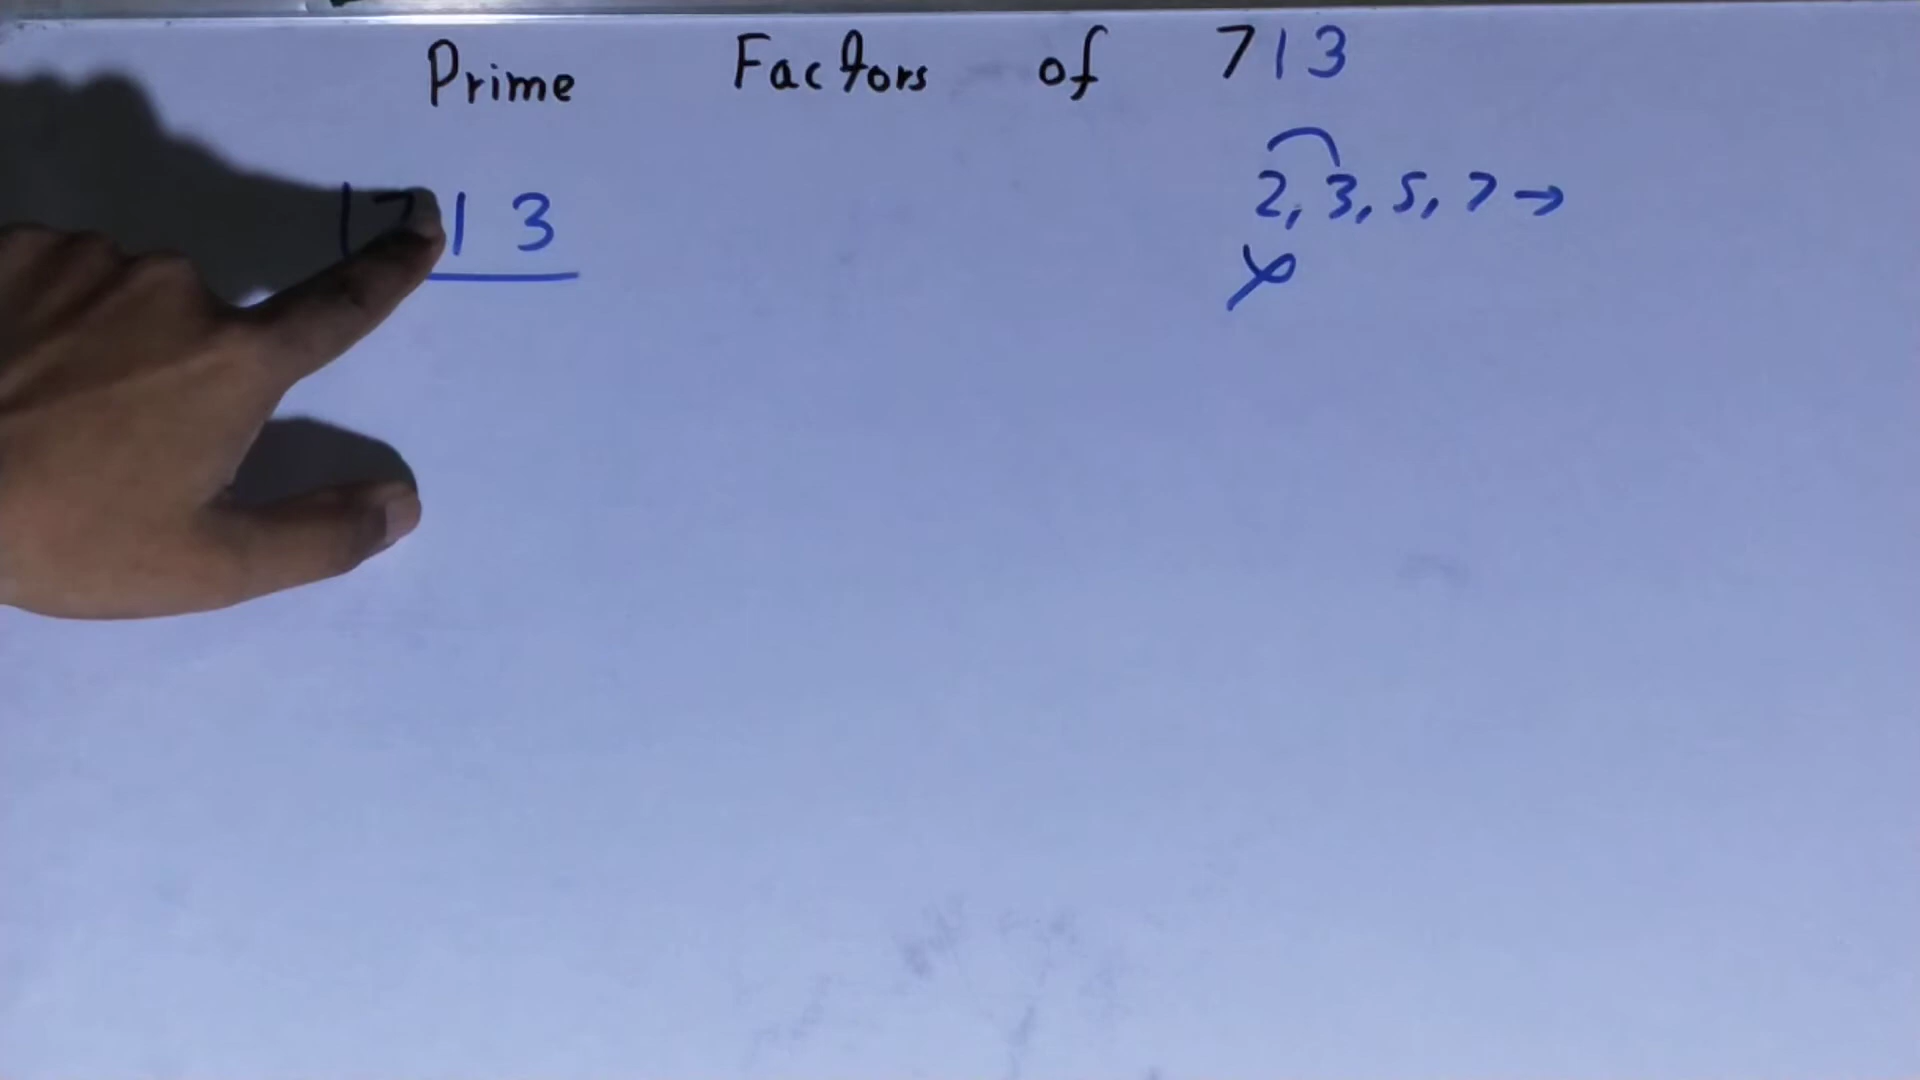 Prime Factors of 713
713
2, 3, 5, 7 →